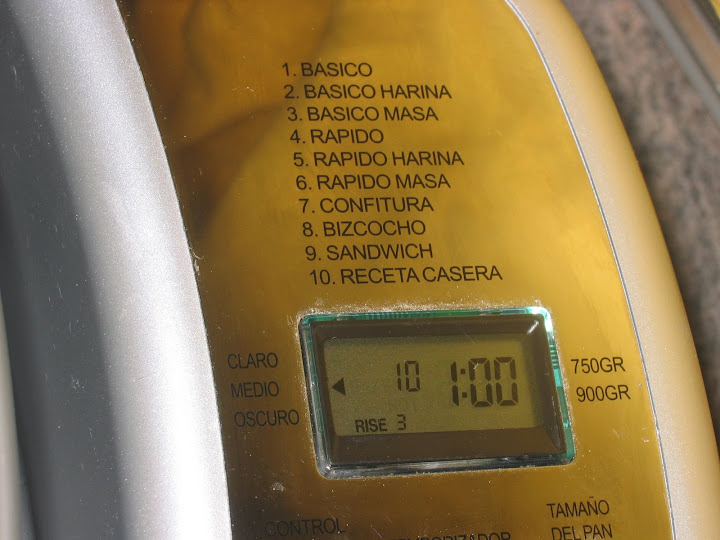 1. BASICO
2. BASICO HARINA
3. BASICO MASA
4. RAPIDO
5. RAPIDO HARINA
6. RAPIDO MASA
7. CONFITURA
8. BIZCOCHO
9. SANDWICH
10. RECETA CASERA
CLARO
MEDIO
OSCURO
10 1:00
RISE 3
750GR
900GR
CONTROL
TAMAÑO
DEL PAN